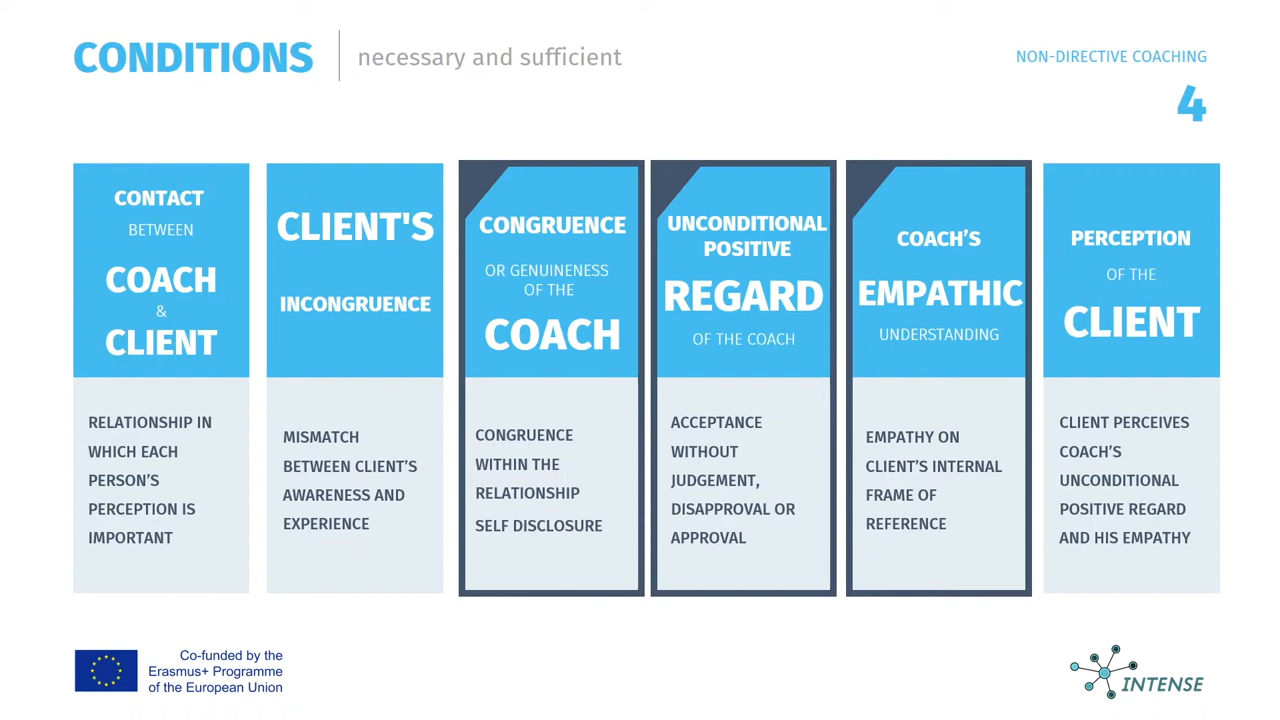 CONDITIONS
necessary and sufficient
NON-DIRECTIVE COACHING
4
CONTACT
BETWEEN
COACH
&
CLIENT
RELATIONSHIP IN
WHICH EACH
PERSON'S
PERCEPTION IS
IMPORTANT
CLIENT'S
INCONGRUENCE
MISMATCH
BETWEEN CLIENT'S
AWARENESS AND
EXPERIENCE
CONGRUENCE
OR GENUINENESS
OF THE
COACH
CONGRUENCE
WITHIN THE
RELATIONSHIP
SELF DISCLOSURE
UNCONDITIONAL
POSITIVE
REGARD
OF THE COACH
ACCEPTANCE
WITHOUT
JUDGEMENT,
DISAPPROVAL OR
APPROVAL
COACH'S
EMPATHIC
UNDERSTANDING
EMPATHY ON
CLIENT'S INTERNAL
FRAME OF
REFERENCE
PERCEPTION
OF THE
CLIENT
CLIENT PERCEIVES
COACH'S
UNCONDITIONAL
POSITIVE REGARD
AND HIS EMPATHY
Co-funded by the
Erasmus+ Programme
of the European Union
INTENSE